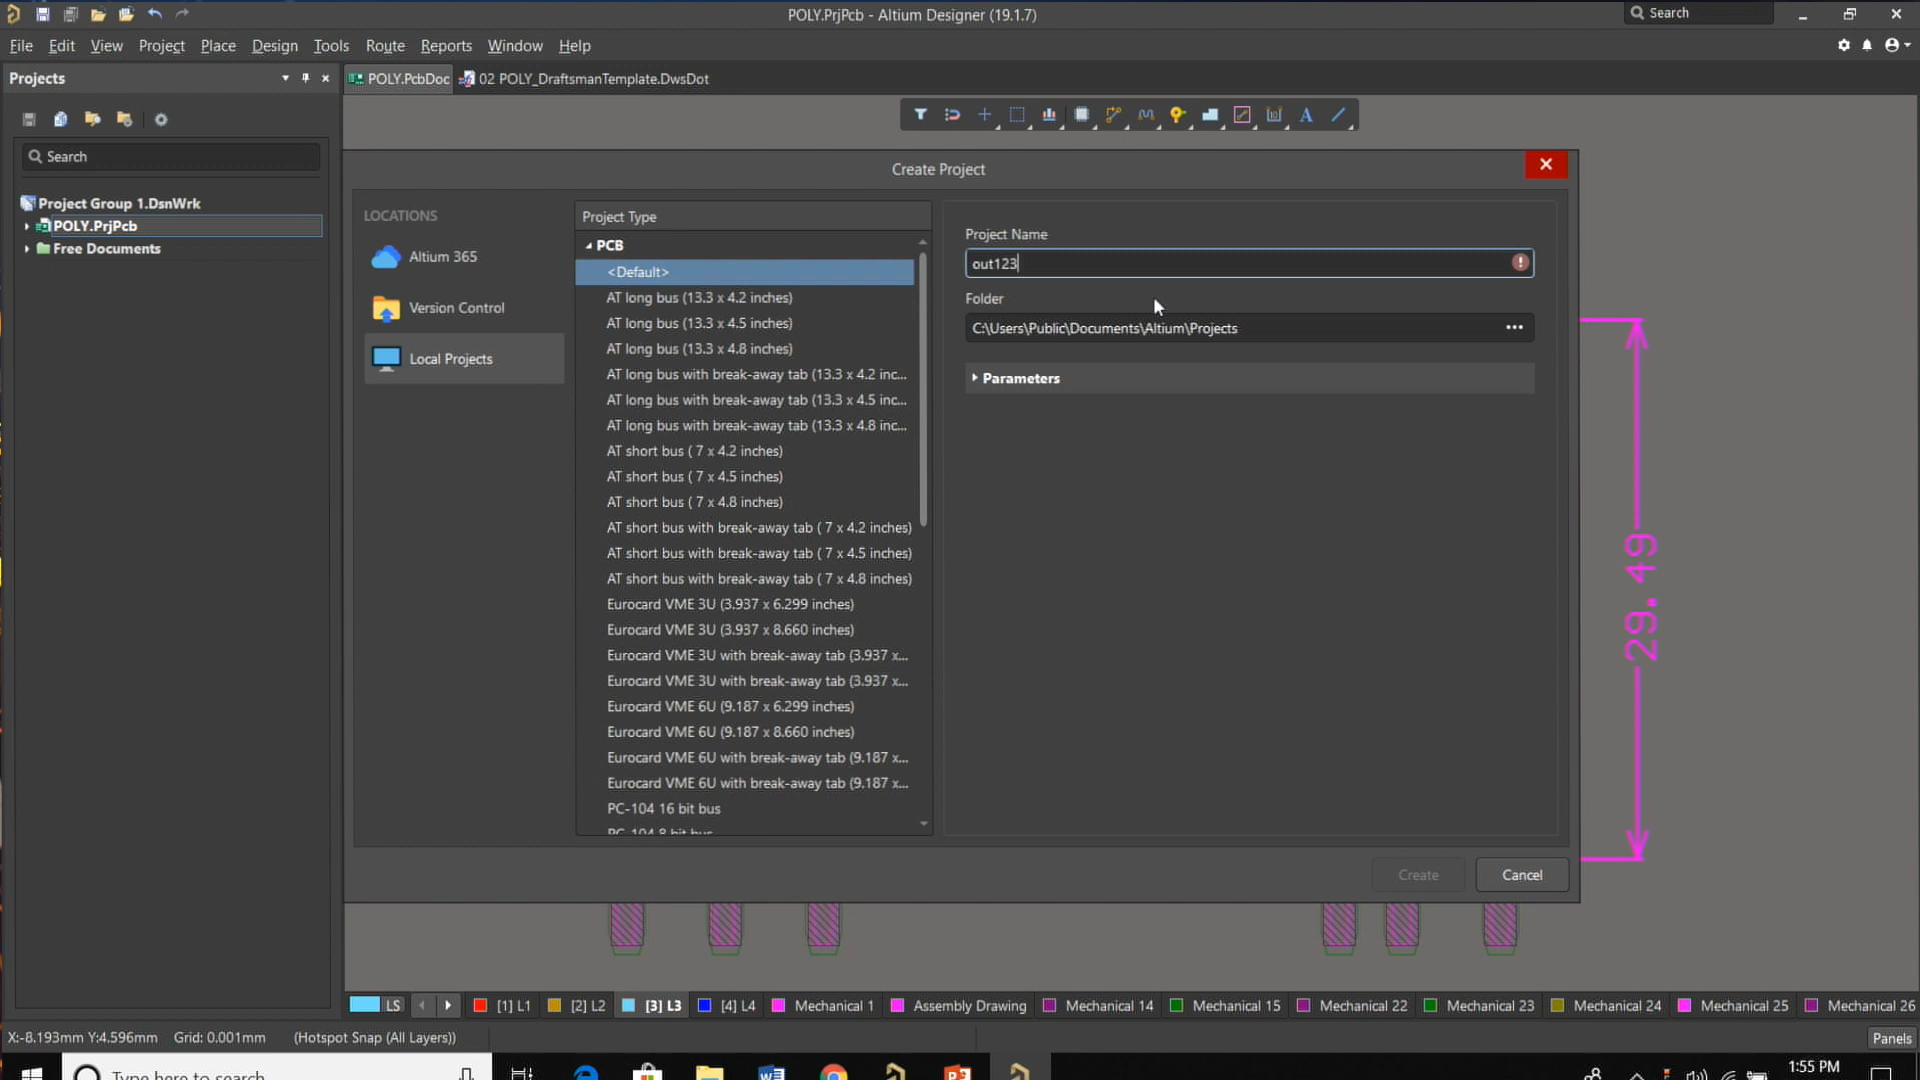 POLY.PrjPcb - Altium Designer (19.1.7)
Search
File Edit View Project Place Design Tools Route Reports Window Help
Projects
POLY.PcbDoc
02 POLY_DraftsmanTemplate.DwsDot
Search
Project Group 1.DsnWrk
POLY.PrjPcb
Free Documents
Create Project
LOCATIONS
Altium 365
Version Control
Local Projects
Project Type
PCB
<Default>
AT long bus (13.3 x 4.2 inches)
AT long bus (13.3 x 4.5 inches)
AT long bus (13.3 x 4.8 inches)
AT long bus with break-away tab (13.3 x 4.2 inc...
AT long bus with break-away tab (13.3 x 4.5 inc...
AT long bus with break-away tab (13.3 x 4.8 inc...
AT short bus ( 7 x 4.2 inches)
AT short bus ( 7 x 4.5 inches)
AT short bus ( 7 x 4.8 inches)
AT short bus with break-away tab ( 7 x 4.2 inches)
AT short bus with break-away tab ( 7 x 4.5 inches)
AT short bus with break-away tab ( 7 x 4.8 inches)
Eurocard VME 3U (3.937 x 6.299 inches)
Eurocard VME 3U (3.937 x 8.660 inches)
Eurocard VME 3U with break-away tab (3.937 x...
Eurocard VME 3U with break-away tab (3.937 x...
Eurocard VME 6U (9.187 x 6.299 inches)
Eurocard VME 6U (9.187 x 8.660 inches)
Eurocard VME 6U with break-away tab (9.187 x...
Eurocard VME 6U with break-away tab (9.187 x...
PC-104 16 bit bus
PC-104 8 bit bus
Project Name
out123
Folder
C:\Users\Public\Documents\Altium\Projects
Parameters
Create
Cancel
29.49
LS
[1] L1
[2] L2
[3] L3
[4] L4
Mechanical 1
Assembly Drawing
Mechanical 14
Mechanical 15
Mechanical 22
Mechanical 23
Mechanical 24
Mechanical 25
Mechanical 26
X:-8.193mm Y:4.596mm Grid: 0.001mm (Hotspot Snap (All Layers))
Panels
Type here to search
1:55 PM